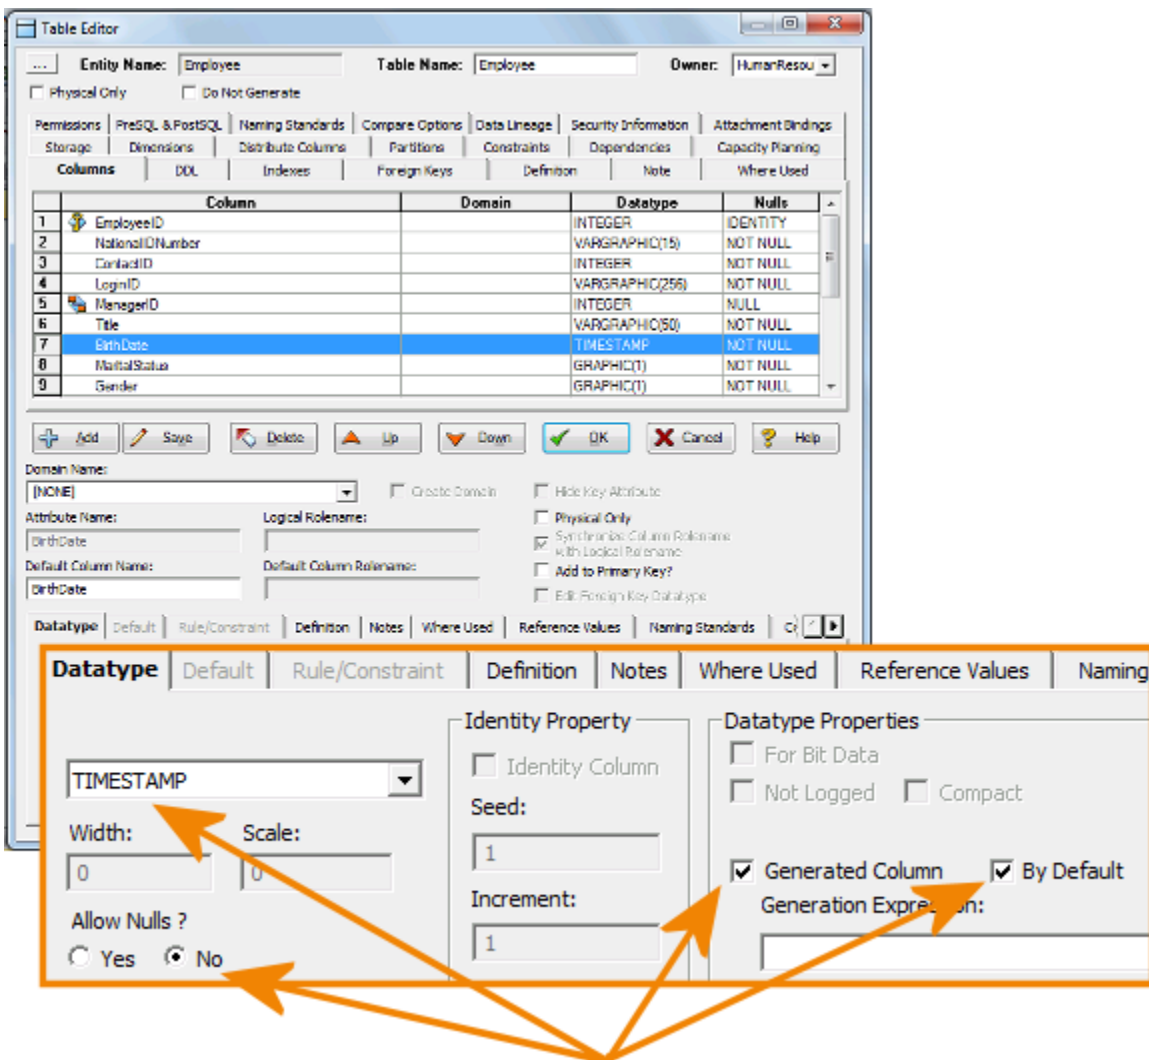 Table Editor
... Entity Name: Employee Table Name: Employee Owner: HumanResou
Physical Only Do Not Generate
Permissions PreSQL & PostSQL Naming Standards Compare Options Data Lineage Security Information Attachment Bindings
Storage Dimensions Distribute Columns Partitions Constraints Dependencies Capacity Planning
Columns DDL Indexes Foreign Keys Definition Note Where Used
Column Domain Datatype Nulls
1 EmployeeID INTEGER IDENTITY
2 NationalIDNumber VARGRAPHIC(15) NOT NULL
3 ContactID INTEGER NOT NULL
4 LoginID VARGRAPHIC(256) NOT NULL
5 ManagerID INTEGER NULL
6 Title VARGRAPHIC(50) NOT NULL
7 BirthDate TIMESTAMP NOT NULL
8 MaritalStatus GRAPHIC(1) NOT NULL
9 Gender GRAPHIC(1) NOT NULL
Add Save Delete Up Down OK Cancel Help
Domain Name:
[NONE] Create Domain Hide Key Attribute
Attribute Name: Logical Rolename: Physical Only
BirthDate Synchronize Column Rolename
with Logical Rolename
Default Column Name: Default Column Rolename: Add to Primary Key?
BirthDate Edit Foreign Key Datatype
Datatype Default Rule/Constraint Definition Notes Where Used Reference Values Naming Standards
Datatype Default Rule/Constraint Definition Notes Where Used Reference Values Naming
Identity Property Datatype Properties
Identity Column For Bit Data
TIMESTAMP Not Logged Compact
Seed:
Width: Scale: 1
0 0 Generated Column By Default
Increment: Generation Expression:
Allow Nulls ? 1
Yes No